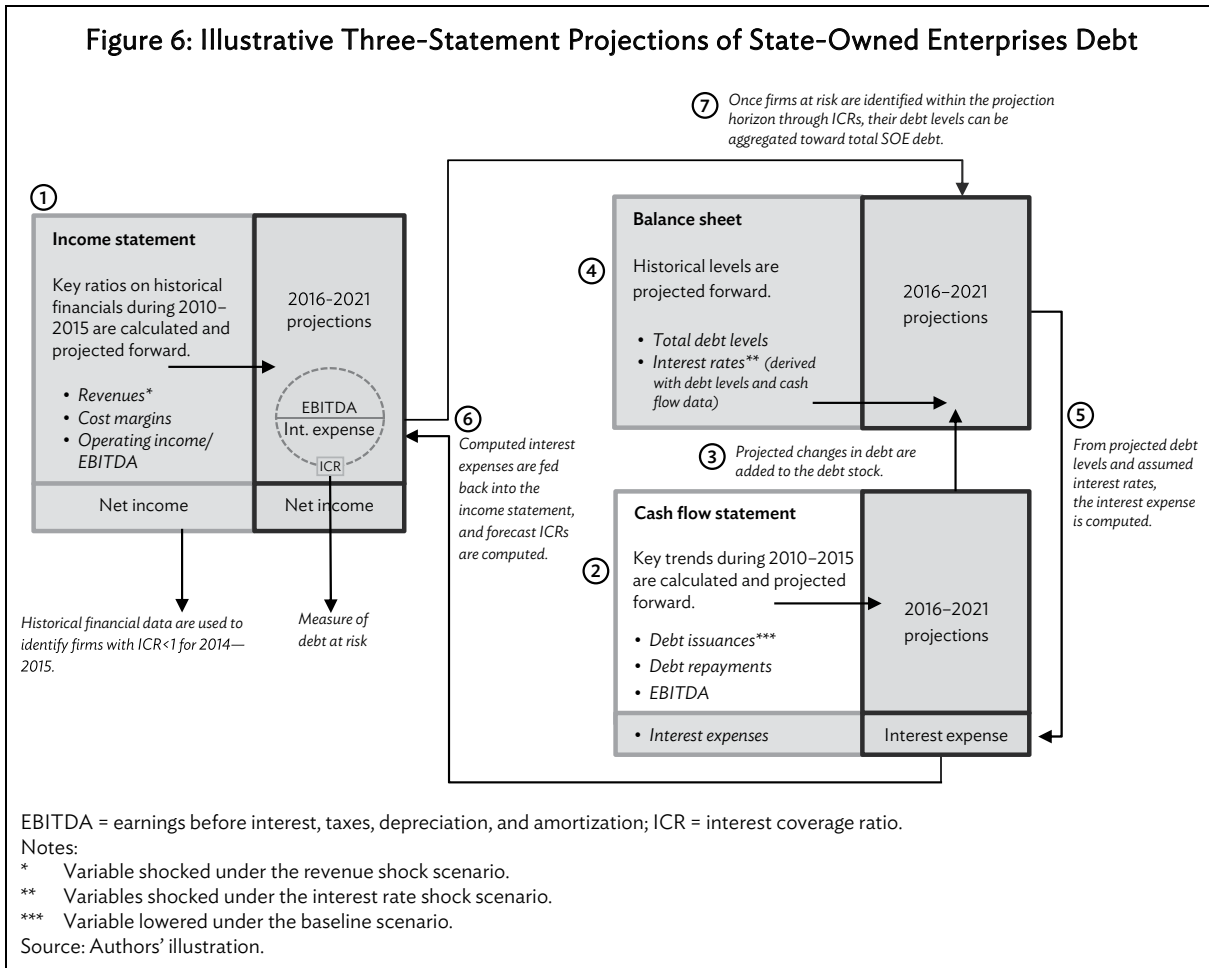 Figure 6: Illustrative Three-Statement Projections of State-Owned Enterprises Debt
7
Once firms at risk are identified within the projection
horizon through ICRs, their debt levels can be
aggregated toward total SOE debt.
1
Income statement
Key ratios on historical
financials during 2010–
2015 are calculated and
projected forward.
• Revenues*
• Cost margins
• Operating income/
EBITDA
Net income
2016-2021
projections
EBITDA
Int. expense
ICR
Net income
Historical financial data are used to
identify firms with ICR<1 for 2014—
2015.
Measure of
debt at risk
6
Computed interest
expenses are fed
back into the
income statement,
and forecast ICRs
are computed.
4
Balance sheet
Historical levels are
projected forward.
• Total debt levels
• Interest rates** (derived
with debt levels and cash
flow data)
2016–2021
projections
3
Projected changes in debt are
added to the debt stock.
5
From projected debt
levels and assumed
interest rates,
the interest expense
is computed.
2
Cash flow statement
Key trends during 2010–2015
are calculated and projected
forward.
• Debt issuances***
• Debt repayments
• EBITDA
• Interest expenses
2016–2021
projections
Interest expense
EBITDA = earnings before interest, taxes, depreciation, and amortization; ICR = interest coverage ratio.
Notes:
* Variable shocked under the revenue shock scenario.
** Variables shocked under the interest rate shock scenario.
*** Variable lowered under the baseline scenario.
Source: Authors’ illustration.